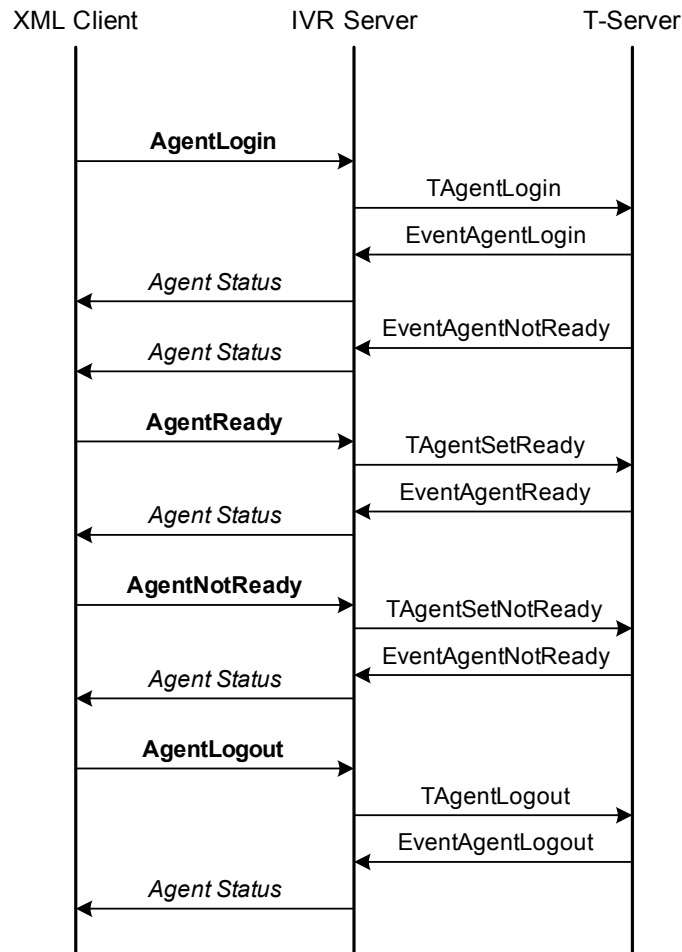 XML Client
IVR Server
T-Server
AgentLogin
TAgentLogin
EventAgentLogin
Agent Status
EventAgentNotReady
Agent Status
AgentReady
TAgentSetReady
EventAgentReady
Agent Status
AgentNotReady
TAgentSetNotReady
EventAgentNotReady
Agent Status
AgentLogout
TAgentLogout
EventAgentLogout
Agent Status